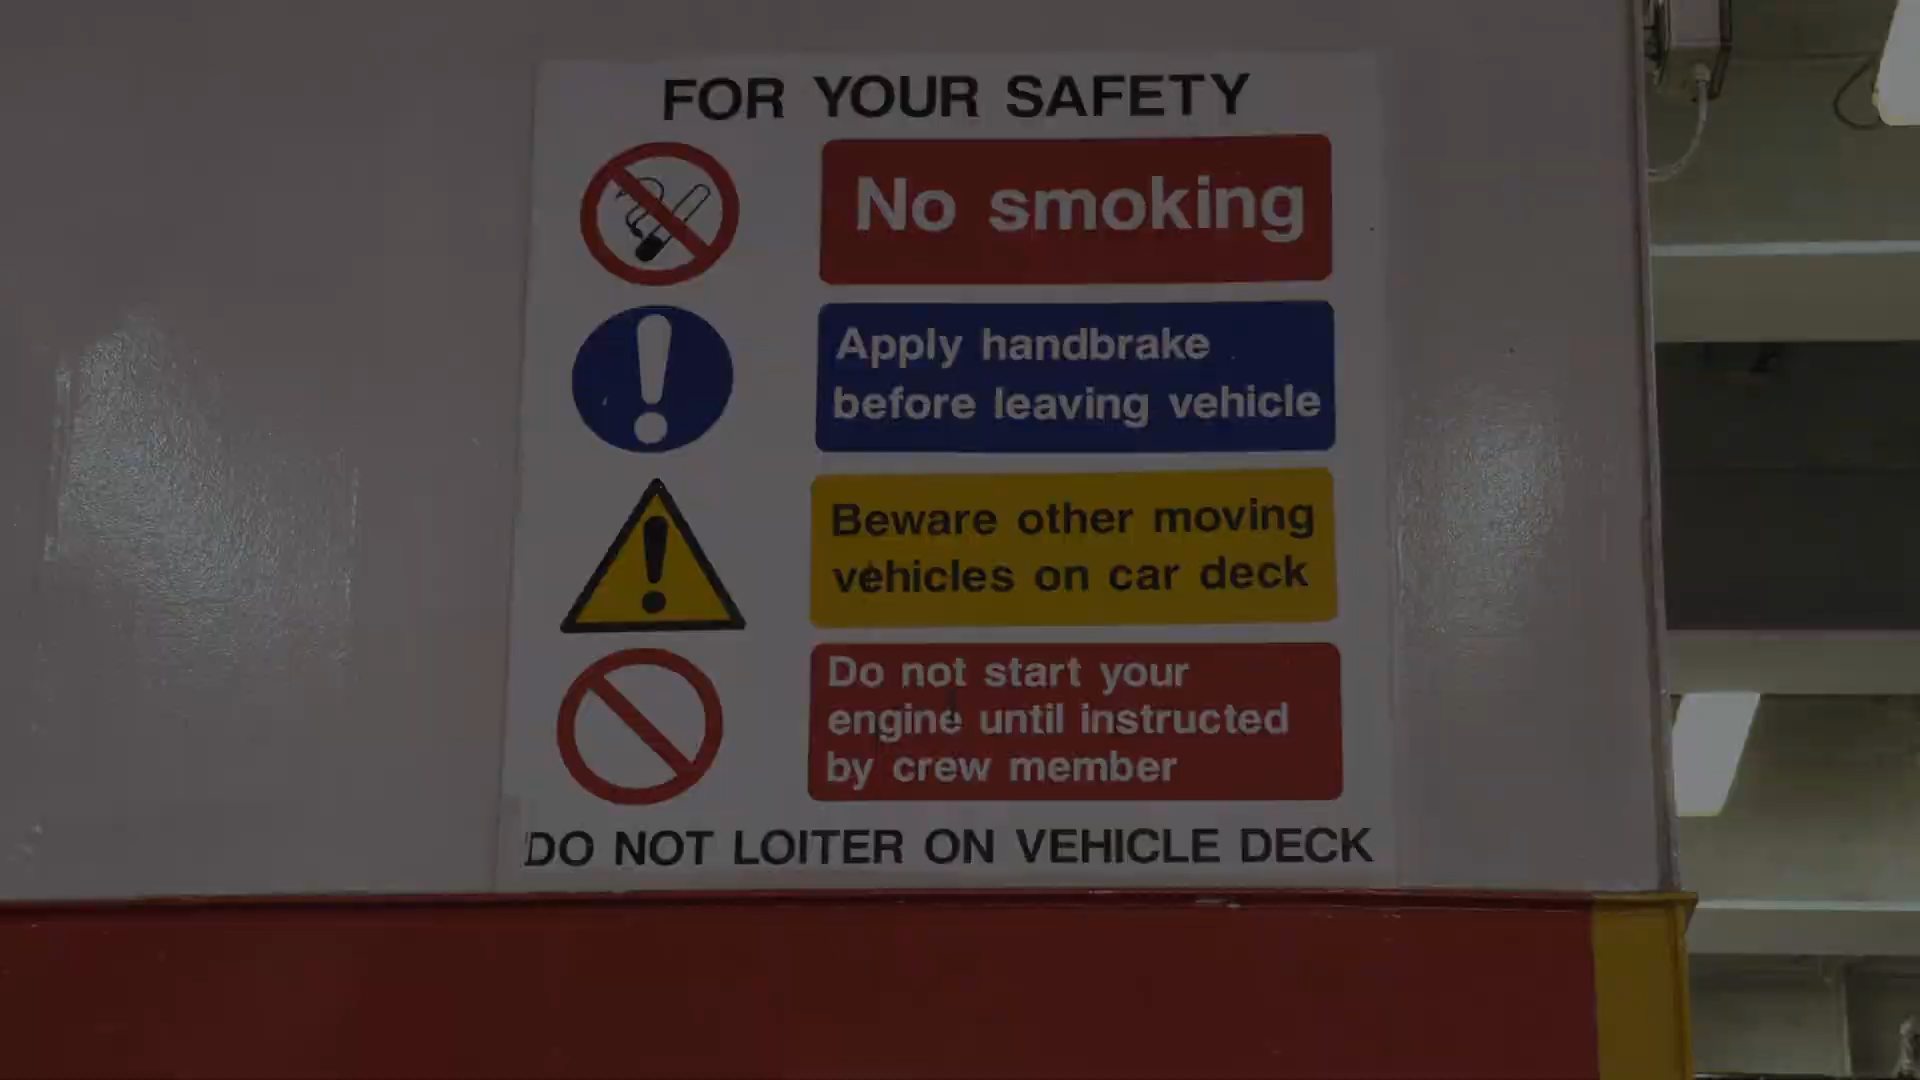 FOR YOUR SAFETY
No smoking
Apply handbrake
before leaving vehicle
Beware other moving
vehicles on car deck
Do not start your
engine until instructed
by crew member
DO NOT LOITER ON VEHICLE DECK